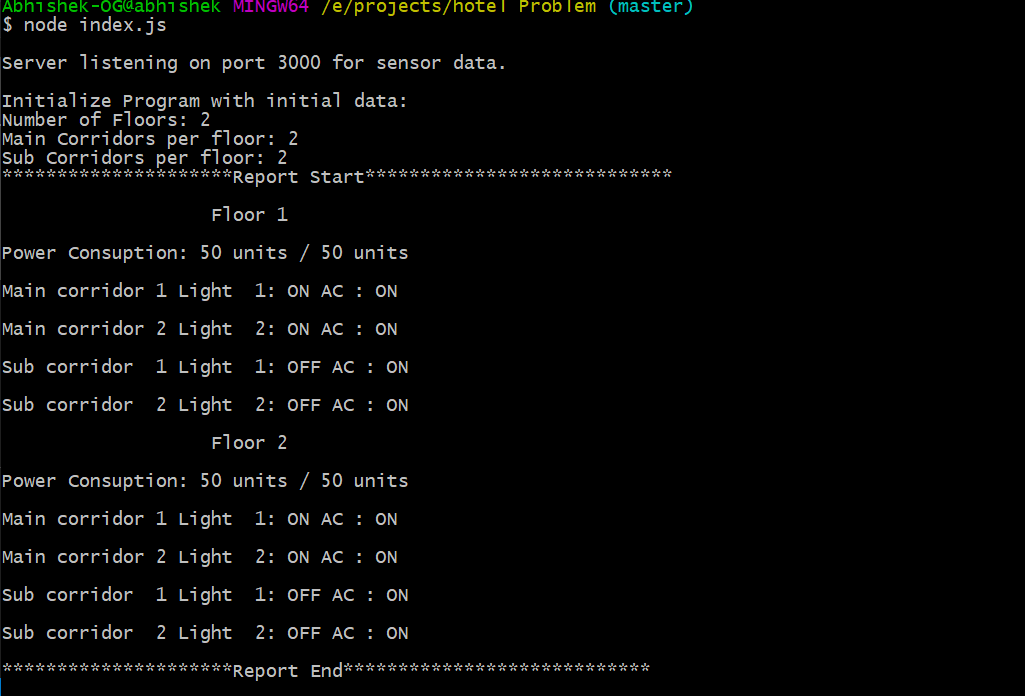 Abhishek-OG@abhishek MINGW64 /e/projects/hotel Problem (master)
$ node index.js
Server listening on port 3000 for sensor data.
Initialize Program with initial data:
Number of Floors: 2
Main Corridors per floor: 2
Sub Corridors per floor: 2
*********************Report Start****************************
Floor 1
Power Consuption: 50 units / 50 units
Main corridor 1 Light  1: ON AC : ON
Main corridor 2 Light  2: ON AC : ON
Sub corridor  1 Light  1: OFF AC : ON
Sub corridor  2 Light  2: OFF AC : ON
Floor 2
Power Consuption: 50 units / 50 units
Main corridor 1 Light  1: ON AC : ON
Main corridor 2 Light  2: ON AC : ON
Sub corridor  1 Light  1: OFF AC : ON
Sub corridor  2 Light  2: OFF AC : ON
*********************Report End****************************